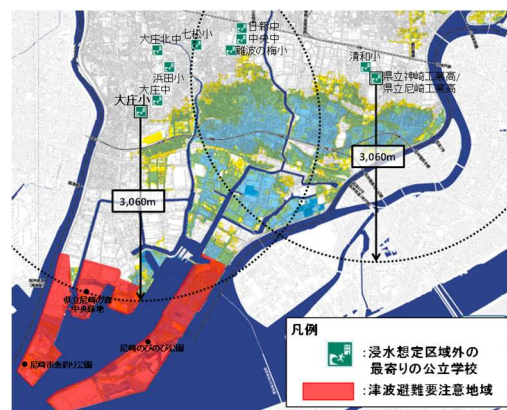 日新中
七松小
中央中
大庄北中
難波の梅小
清和小
浜田小
県立神崎工業高/
県立尼崎工業高
大庄中
大庄小
3,060m
3,060m
県立尼崎の森
中央緑地
尼崎のびのび公園
尼崎市魚釣り公園
凡例
:浸水想定区域外の
最寄りの公立学校
:津波避難要注意地域